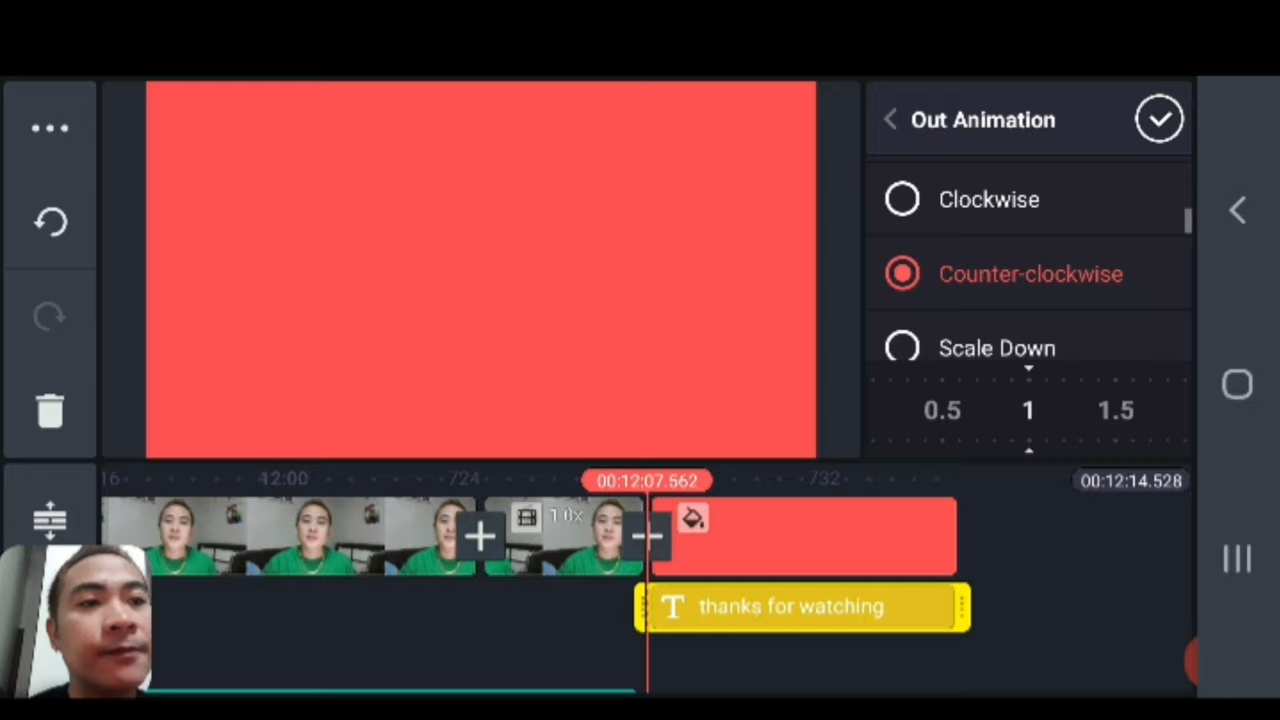 Out Animation
Clockwise
Counter-clockwise
Scale Down
0.5 1 1.5
16 12:00 724 00:12:07.562 732 00:12:14.528
1.0x
T thanks for watching